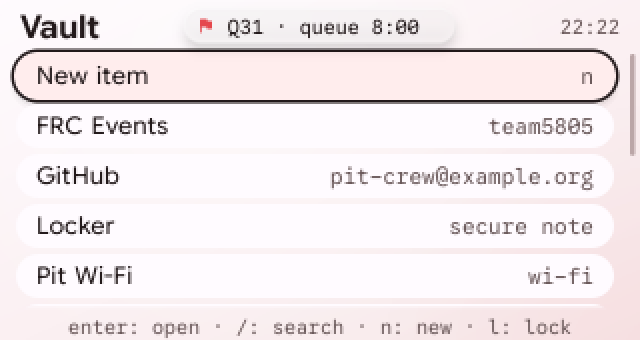 Vault Q31 · queue 8:00 22:22
New item n
FRC Events team5805
GitHub pit-crew@example.org
Locker secure note
Pit Wi-Fi wi-fi
enter: open · /: search · n: new · l: lock